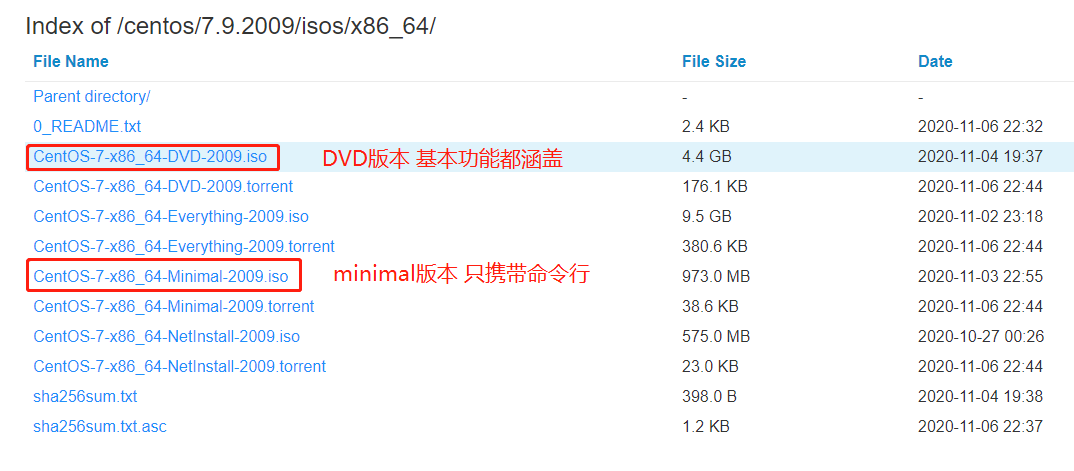 Index of /centos/7.9.2009/isos/x86_64/
File Name File Size Date
Parent directory/ - -
0_README.txt 2.4 KB 2020-11-06 22:32
CentOS-7-x86_64-DVD-2009.iso DVD版本 基本功能都涵盖 4.4 GB 2020-11-04 19:37
CentOS-7-x86_64-DVD-2009.torrent 176.1 KB 2020-11-06 22:44
CentOS-7-x86_64-Everything-2009.iso 9.5 GB 2020-11-02 23:18
CentOS-7-x86_64-Everything-2009.torrent 380.6 KB 2020-11-06 22:44
CentOS-7-x86_64-Minimal-2009.iso minimal版本 只携带命令行 973.0 MB 2020-11-03 22:55
CentOS-7-x86_64-Minimal-2009.torrent 38.6 KB 2020-11-06 22:44
CentOS-7-x86_64-NetInstall-2009.iso 575.0 MB 2020-10-27 00:26
CentOS-7-x86_64-NetInstall-2009.torrent 23.0 KB 2020-11-06 22:44
sha256sum.txt 398.0 B 2020-11-04 19:38
sha256sum.txt.asc 1.2 KB 2020-11-06 22:37